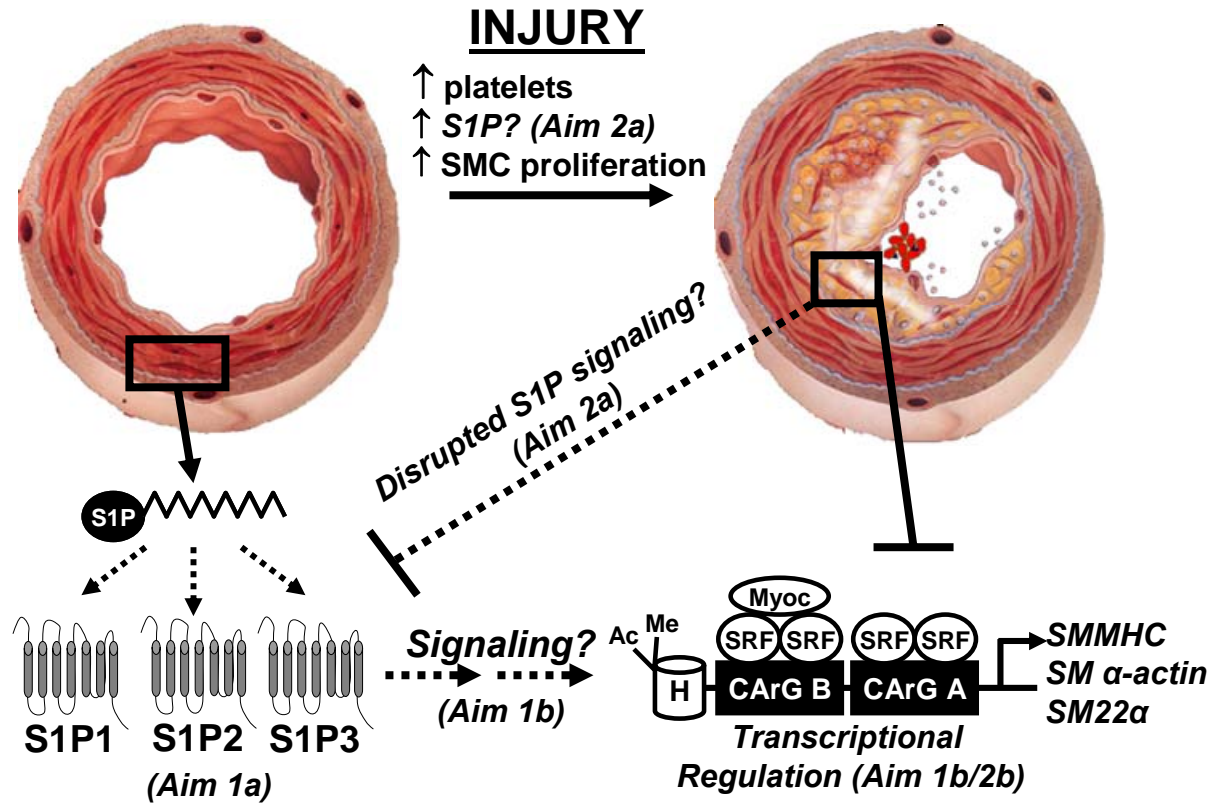 INJURY
↑ platelets
↑ S1P? (Aim 2a)
↑ SMC proliferation
Disrupted S1P signaling?
(Aim 2a)
S1P
S1P1
S1P2
S1P3
(Aim 1a)
Signaling?
(Aim 1b)
Ac
Me
H
Myoc
SRF
SRF
SRF
SRF
CArG B
CArG A
SMMHC
SM α-actin
SM22α
Transcriptional
Regulation (Aim 1b/2b)